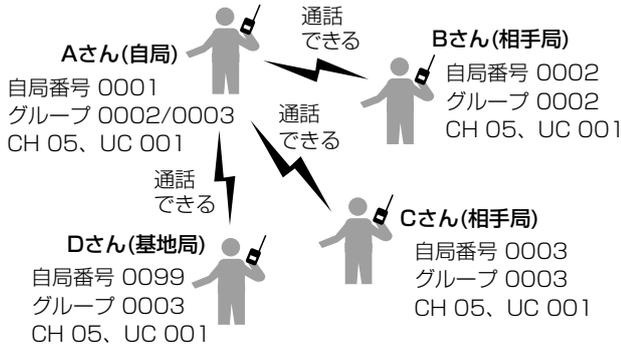 Aさん(自局)
自局番号 0001
グループ 0002/0003
CH 05、UC 001
通話
できる
Bさん(相手局)
自局番号 0002
グループ 0002
CH 05、UC 001
通話
できる
通話
できる
Cさん(相手局)
自局番号 0003
グループ 0003
CH 05、UC 001
Dさん(基地局)
自局番号 0099
グループ 0003
CH 05、UC 001